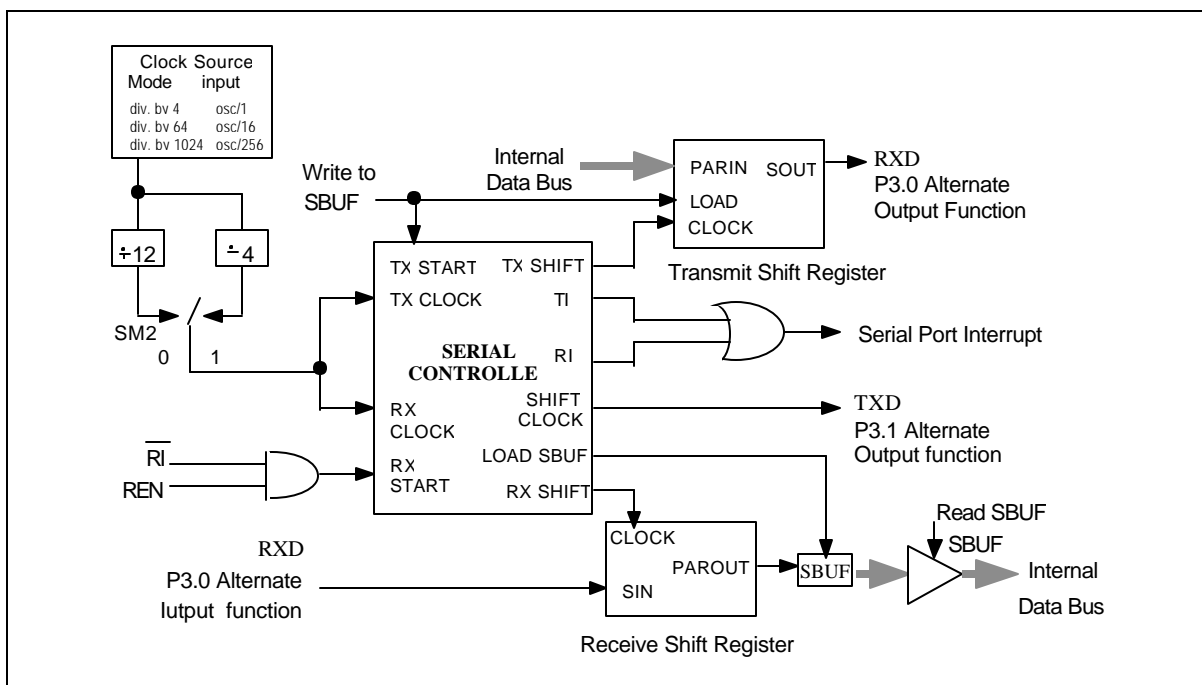 Clock Source
Mode input
div. bv 4 osc/1
div. bv 64 osc/16
div. bv 1024 osc/256
÷12
÷4
SM2
0 1
Write to
SBUF
Internal
Data Bus
PARIN SOUT
LOAD
CLOCK
RXD
P3.0 Alternate
Output Function
Transmit Shift Register
TX START
TX SHIFT
TX CLOCK
TI
RI
SERIAL
CONTROLLE
SHIFT
CLOCK
RX
CLOCK
LOAD SBUF
RX
START
RX SHIFT
Serial Port Interrupt
TXD
P3.1 Alternate
Output function
RI
REN
RXD
P3.0 Alternate
Iutput function
CLOCK
PAROUT
SIN
Receive Shift Register
SBUF
Read SBUF
SBUF
Internal
Data Bus